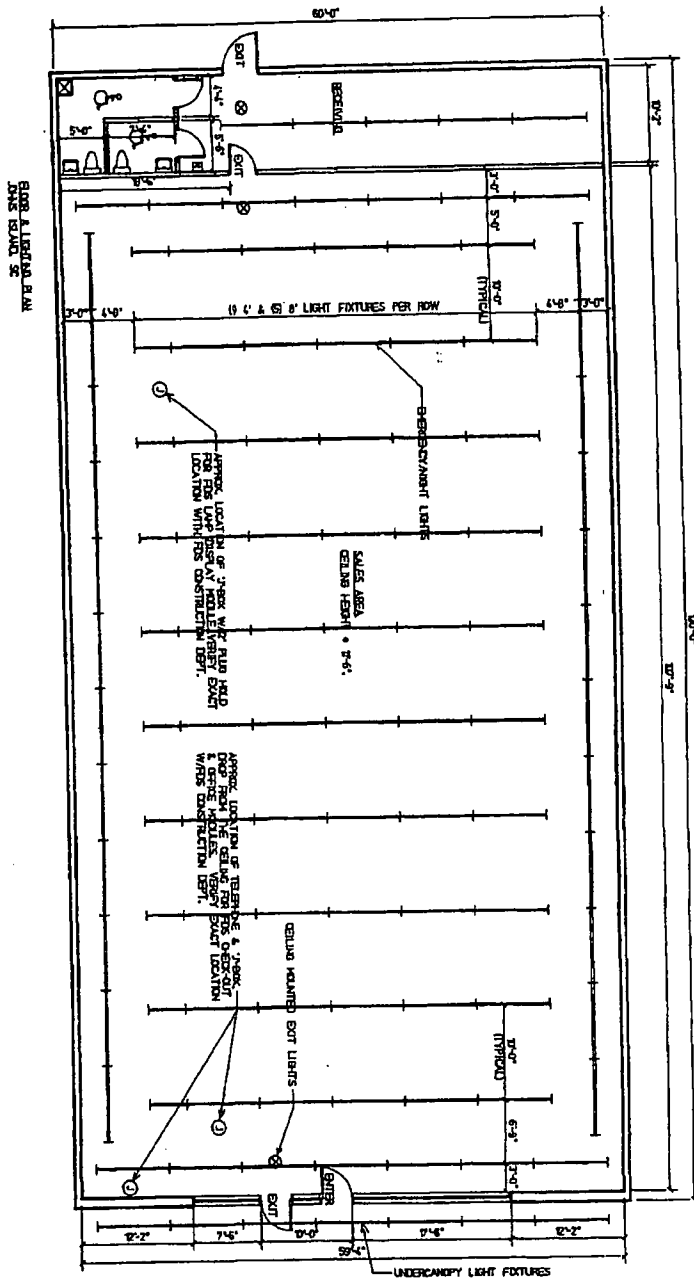 60'-0"
EXIT
RECEIVING
10'-2"
4'-4"
5'-6"
5'-0"
EXIT
3'-0"
5'-0"
10'-0"
(TYPICAL)
FLOOR & LIGHTING PLAN
JOHNS ISLAND, SC
3'-0"
4'-8"
(1) 4' & (5) 8' LIGHT FIXTURES PER ROW
4'-8"
3'-0"
EMERGENCY/NIGHT LIGHTS
J
APPROX. LOCATION OF J-BOX W/
PLUG MOLD
FOR FDS LAMP DISPLAY MODULE. VERIFY EXACT
LOCATION WITH FDS CONSTRUCTION DEPT.
SALES AREA
CEILING HEIGHT
APPROX. LOCATION OF TELEPHONE & J-BOX
DROP FROM THE CEILING FOR FDS CHECK-OUT
& OFFICE MODULES. VERIFY EXACT LOCATION
W/FDS CONSTRUCTION DEPT.
CEILING MOUNTED EXIT LIGHTS
10'-0"
(TYPICAL)
6'-9"
3'-0"
J
J
ENTER
EXIT
12'-2"
7'-6"
10'-0"
17'-6"
12'-2"
59'-4"
UNDERCANOPY LIGHT FIXTURES